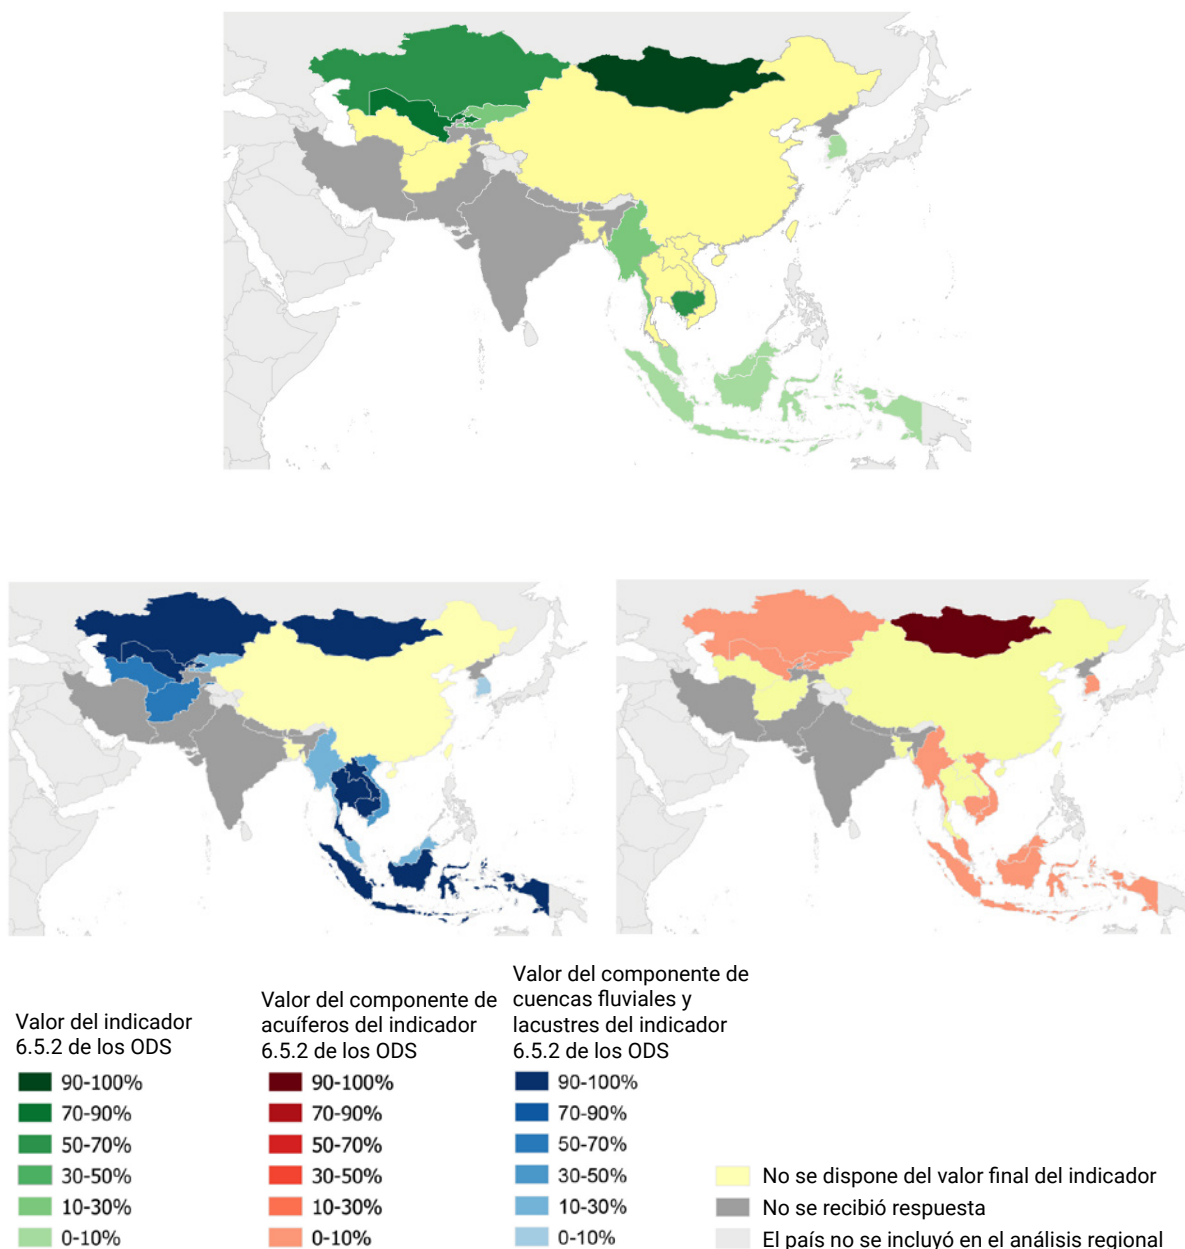 Valor del indicador
6.5.2 de los ODS
90-100%
70-90%
50-70%
30-50%
10-30%
0-10%
Valor del componente de
acuíferos del indicador
6.5.2 de los ODS
90-100%
70-90%
50-70%
30-50%
10-30%
0-10%
Valor del componente de
cuencas fluviales y
lacustres del indicador
6.5.2 de los ODS
90-100%
70-90%
50-70%
30-50%
10-30%
0-10%
No se dispone del valor final del indicador
No se recibió respuesta
El país no se incluyó en el análisis regional